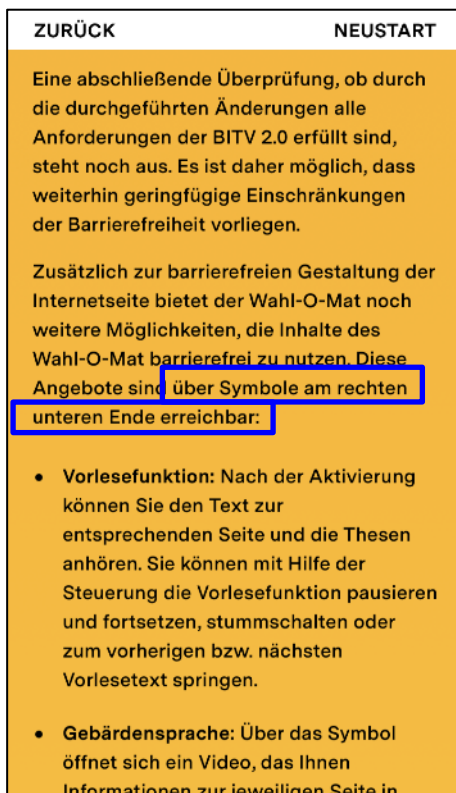 ZURÜCK NEUSTART
Eine abschließende Überprüfung, ob durch
die durchgeführten Änderungen alle
Anforderungen der BITV 2.0 erfüllt sind,
steht noch aus. Es ist daher möglich, dass
weiterhin geringfügige Einschränkungen
der Barrierefreiheit vorliegen.
Zusätzlich zur barrierefreien Gestaltung der
Internetseite bietet der Wahl-O-Mat noch
weitere Möglichkeiten, die Inhalte des
Wahl-O-Mat barrierefrei zu nutzen. Diese
Angebote sind über Symbole am rechten
unteren Ende erreichbar:
• Vorlesefunktion: Nach der Aktivierung
können Sie den Text zur
entsprechenden Seite und die Thesen
anhören. Sie können mit Hilfe der
Steuerung die Vorlesefunktion pausieren
und fortsetzen, stummschalten oder
zum vorherigen bzw. nächsten
Vorlesetext springen.
• Gebärdensprache: Über das Symbol
öffnet sich ein Video, das Ihnen
Informationen zur jeweiligen Seite in